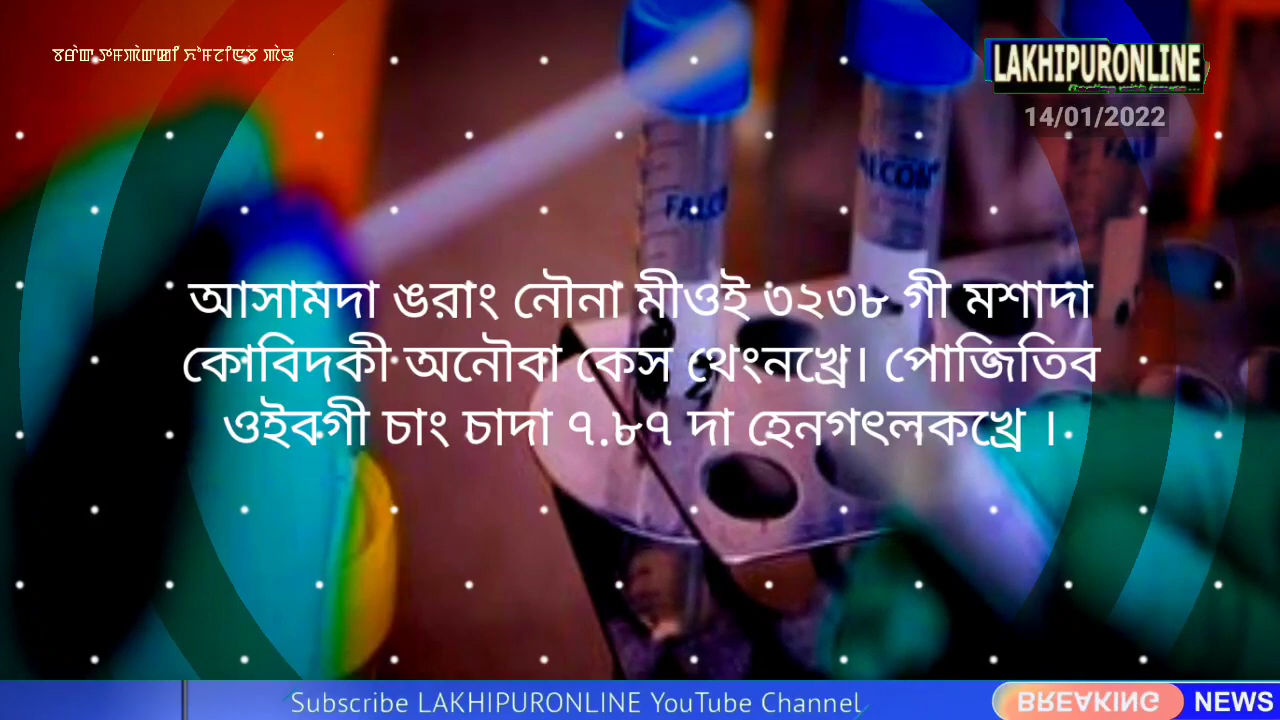 LAKHIPURONLINE
14/01/2022
FALCON
আসামদা ঙরাং নৌনা মীওই ৩২৩৮ গী মশাদা
কোবিদকী অনৌবা কেস থেংনখ্রে। পোজিতিব
ওইবগী চাং চাদা ৭.৮৭ দা হেনগৎলকখ্রে ।
Subscribe LAKHIPURONLINE YouTube Channel
BREAKING NEWS